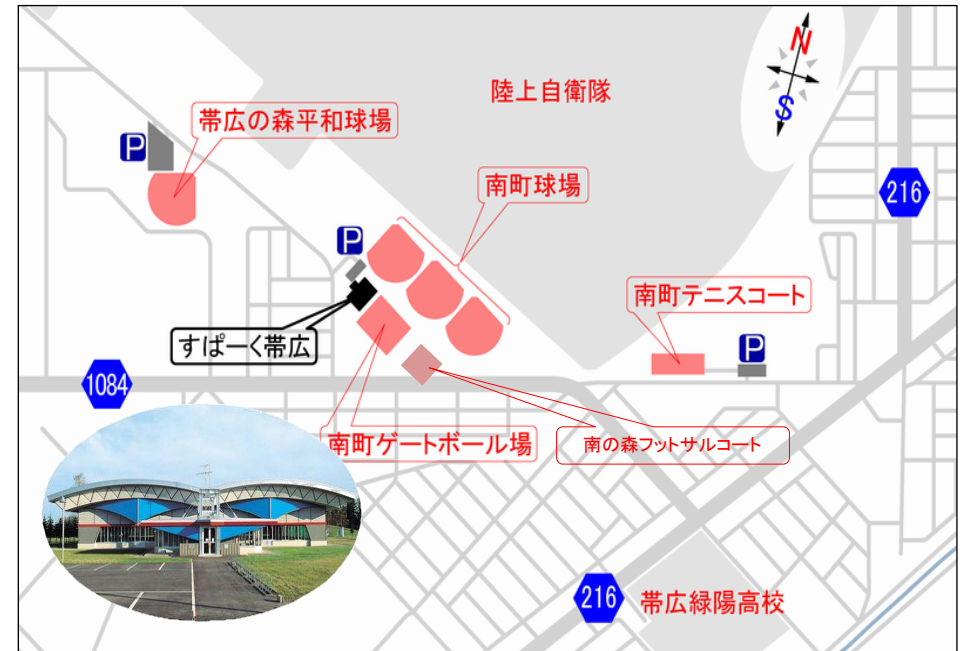 N
陸上自衛隊
S
帯広の森平和球場
P
南町球場
216
P
南町テニスコート
すぱーく帯広
P
1084
南町ゲートボール場
南の森フットサルコート
216
帯広緑陽高校